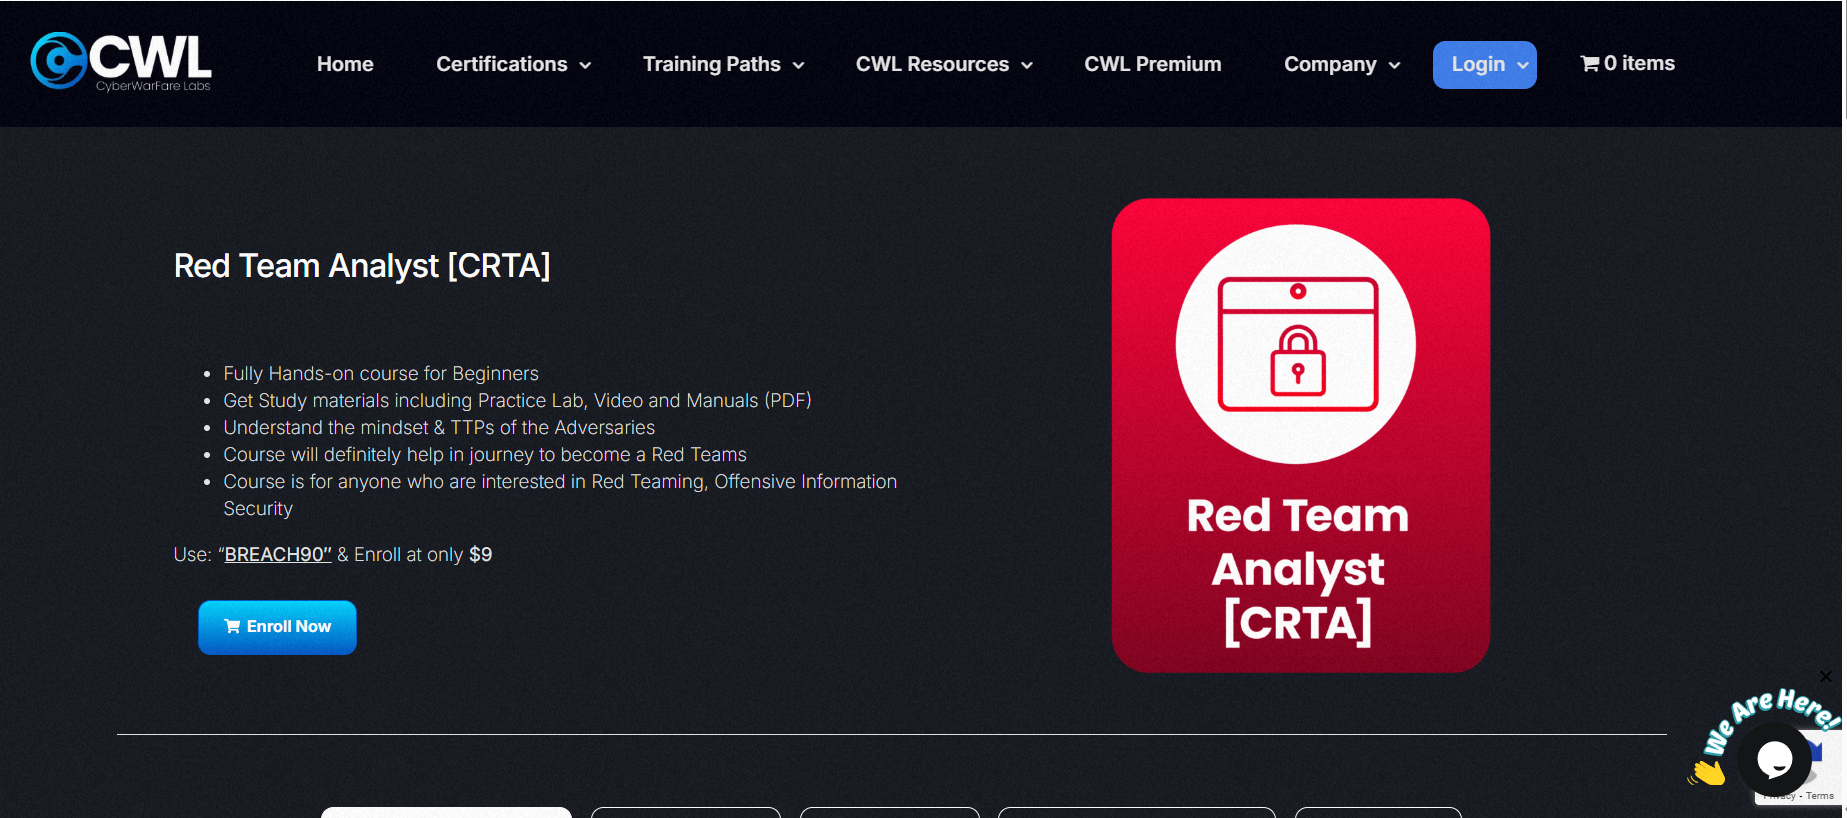 CWL
CyberWarFare Labs
Home
Certifications
Training Paths
CWL Resources
CWL Premium
Company
Login
0 items
Red Team Analyst [CRTA]
Fully Hands-on course for Beginners
Get Study materials including Practice Lab, Video and Manuals (PDF)
Understand the mindset & TTPs of the Adversaries
Course will definitely help in journey to become a Red Teams
Course is for anyone who are interested in Red Teaming, Offensive Information
Security
Use: “BREACH90″ & Enroll at only $9
Enroll Now
Red Team
Analyst
[CRTA]
We Are Here!
Privacy - Terms